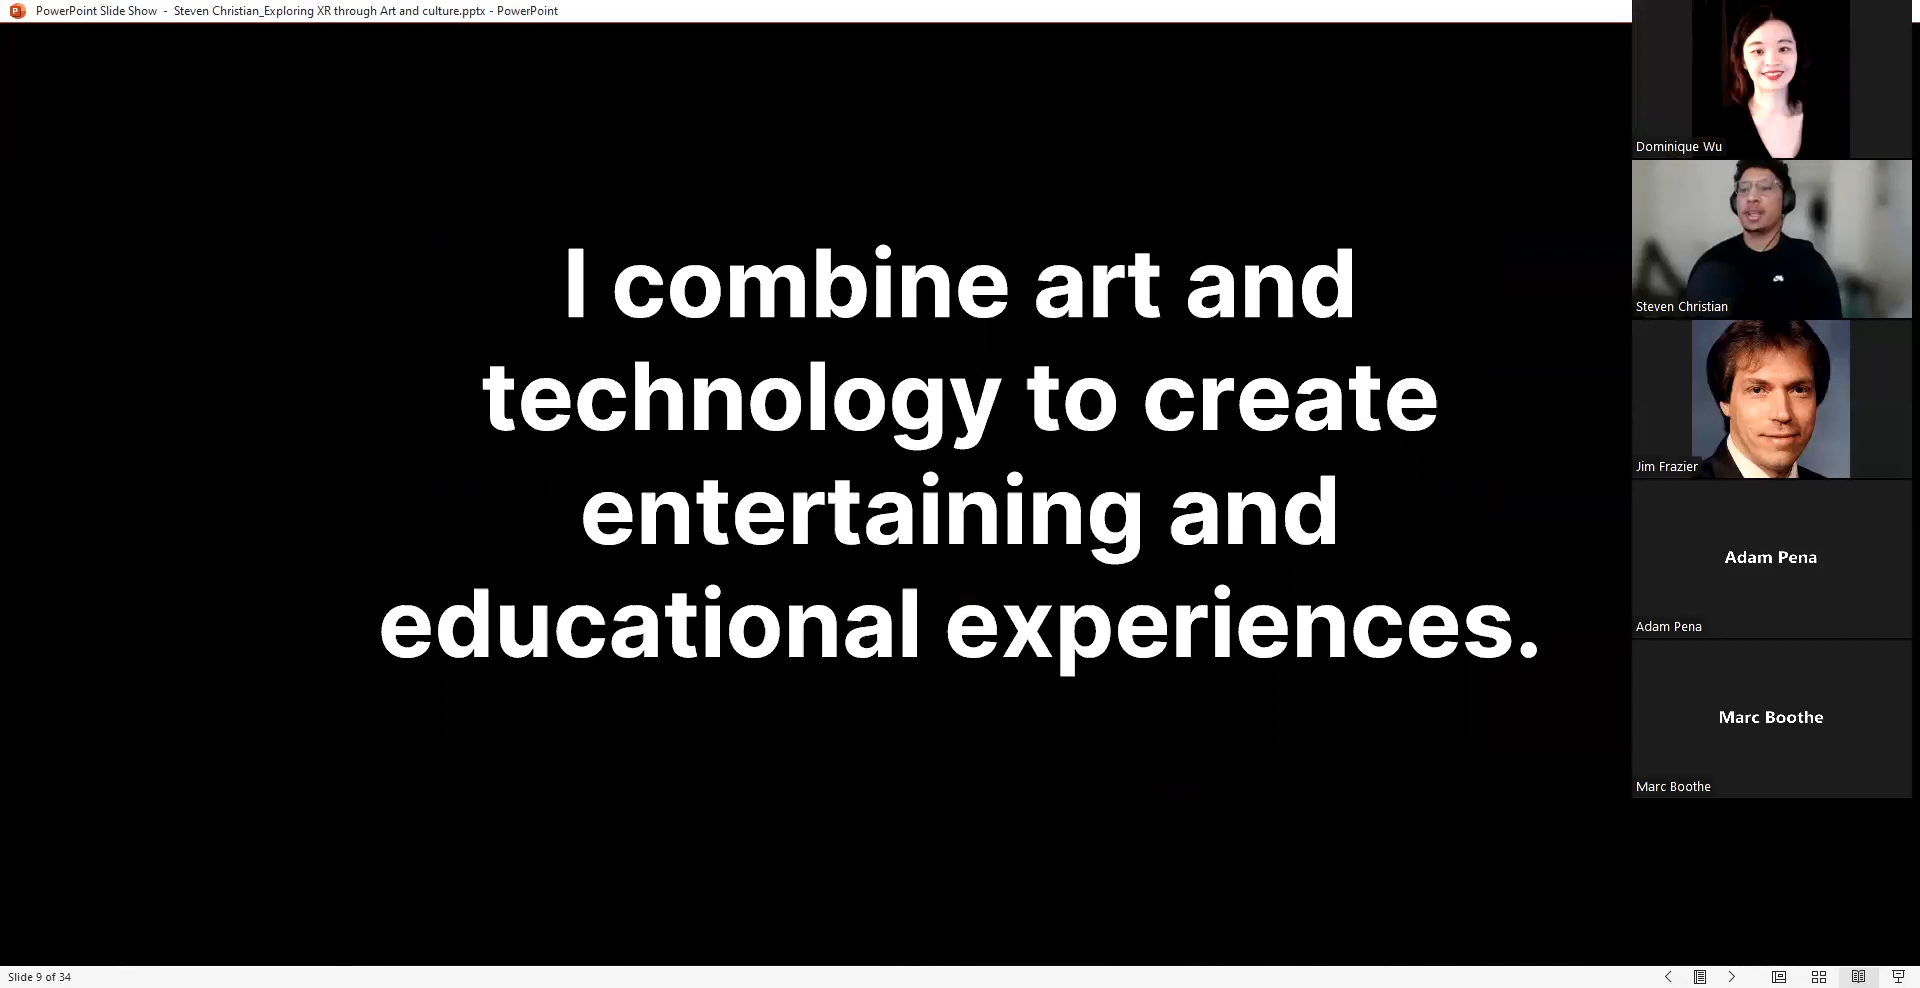 PowerPoint Slide Show - Steven Christian_Exploring XR through Art and culture.pptx - PowerPoint
I combine art and
technology to create
entertaining and
educational experiences.
Dominique Wu
Steven Christian
Jim Frazier
Adam Pena
Adam Pena
Marc Boothe
Marc Boothe
Slide 9 of 34